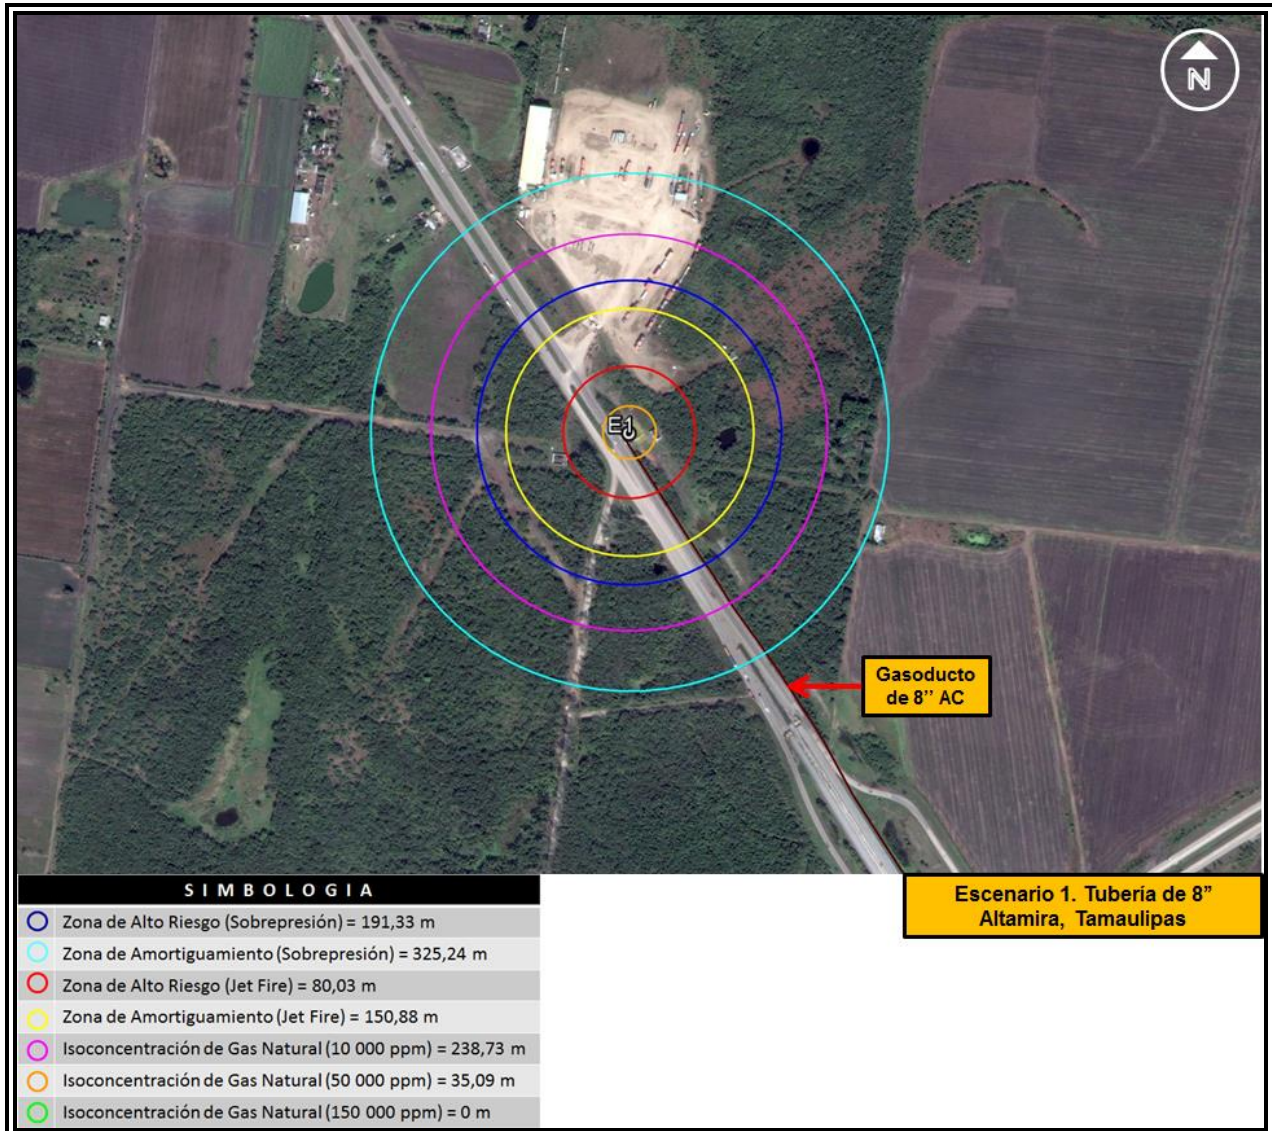 N
E1
Gasoducto
de 8’’ AC
Escenario 1. Tubería de 8”
Altamira, Tamaulipas
SIMBOLOGIA
Zona de Alto Riesgo (Sobrepresión) = 191,33 m
Zona de Amortiguamiento (Sobrepresión) = 325,24 m
Zona de Alto Riesgo (Jet Fire) = 80,03 m
Zona de Amortiguamiento (Jet Fire) = 150,88 m
Isoconcentración de Gas Natural (10 000 ppm) = 238,73 m
Isoconcentración de Gas Natural (50 000 ppm) = 35,09 m
Isoconcentración de Gas Natural (150 000 ppm) = 0 m